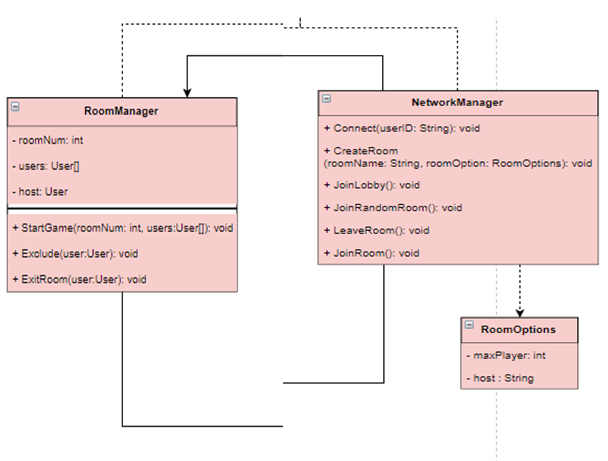 RoomManager
- roomNum: int
- users: User[]
- host: User
+ StartGame(roomNum: int, users:User[]): void
+ Exclude(user:User): void
+ ExitRoom(user:User): void
NetworkManager
+ Connect(userID: String): void
+ CreateRoom
(roomName: String, roomOption: RoomOptions): void
+ JoinLobby(): void
+ JoinRandomRoom(): void
+ LeaveRoom(): void
+ JoinRoom(): void
RoomOptions
- maxPlayer: int
- host : String